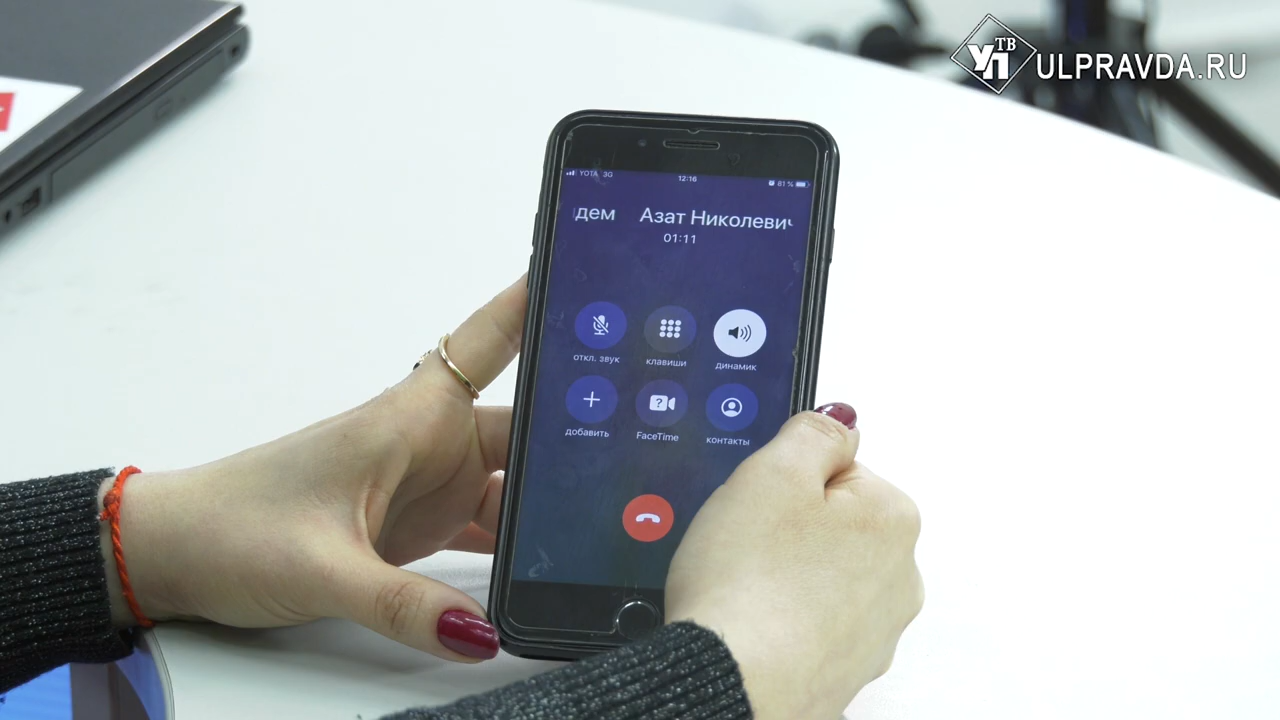 УП ТВ ULPRAVDA.RU
YOTA 3G 12:16 81 %
дем Азат Николевич
01:11
откл. звук клавиши динамик
добавить FaceTime контакты